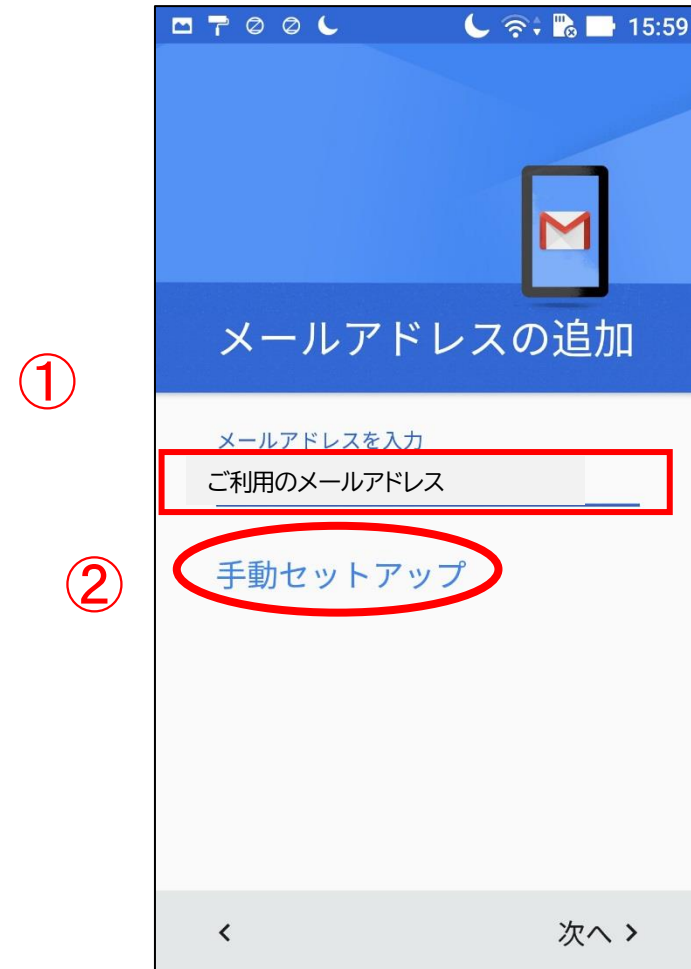 15:59
メールアドレスの追加
①
メールアドレスを入力
ご利用のメールアドレス
②
手動セットアップ
次へ